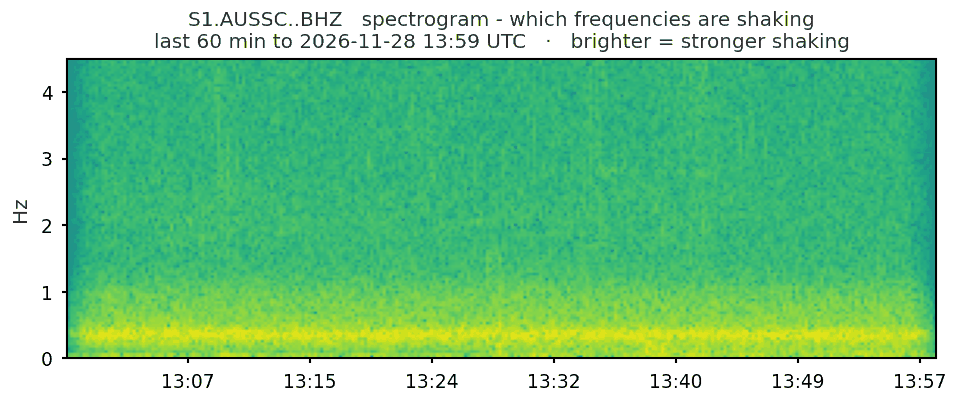 S1.AUSSC..BHZ   spectrogram - which frequencies are shaking
last 60 min to 2026-11-28 13:59 UTC   ·   brighter = stronger shaking
4
3
2
1
0
Hz
13:07 13:15 13:24 13:32 13:40 13:49 13:57